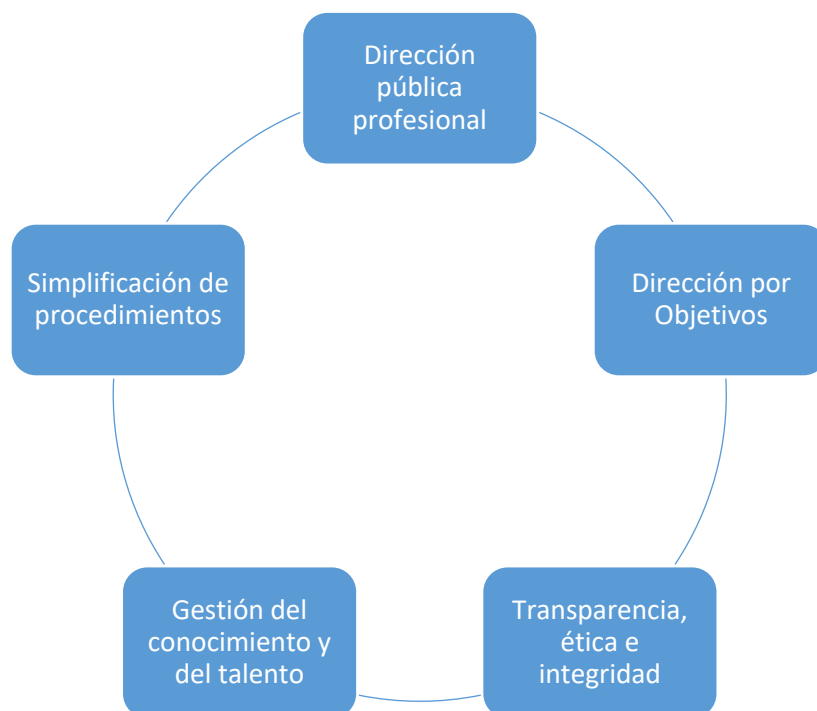 Dirección
pública
profesional
Dirección por
Objetivos
Transparencia,
ética e
integridad
Gestión del
conocimiento y
del talento
Simplificación de
procedimientos